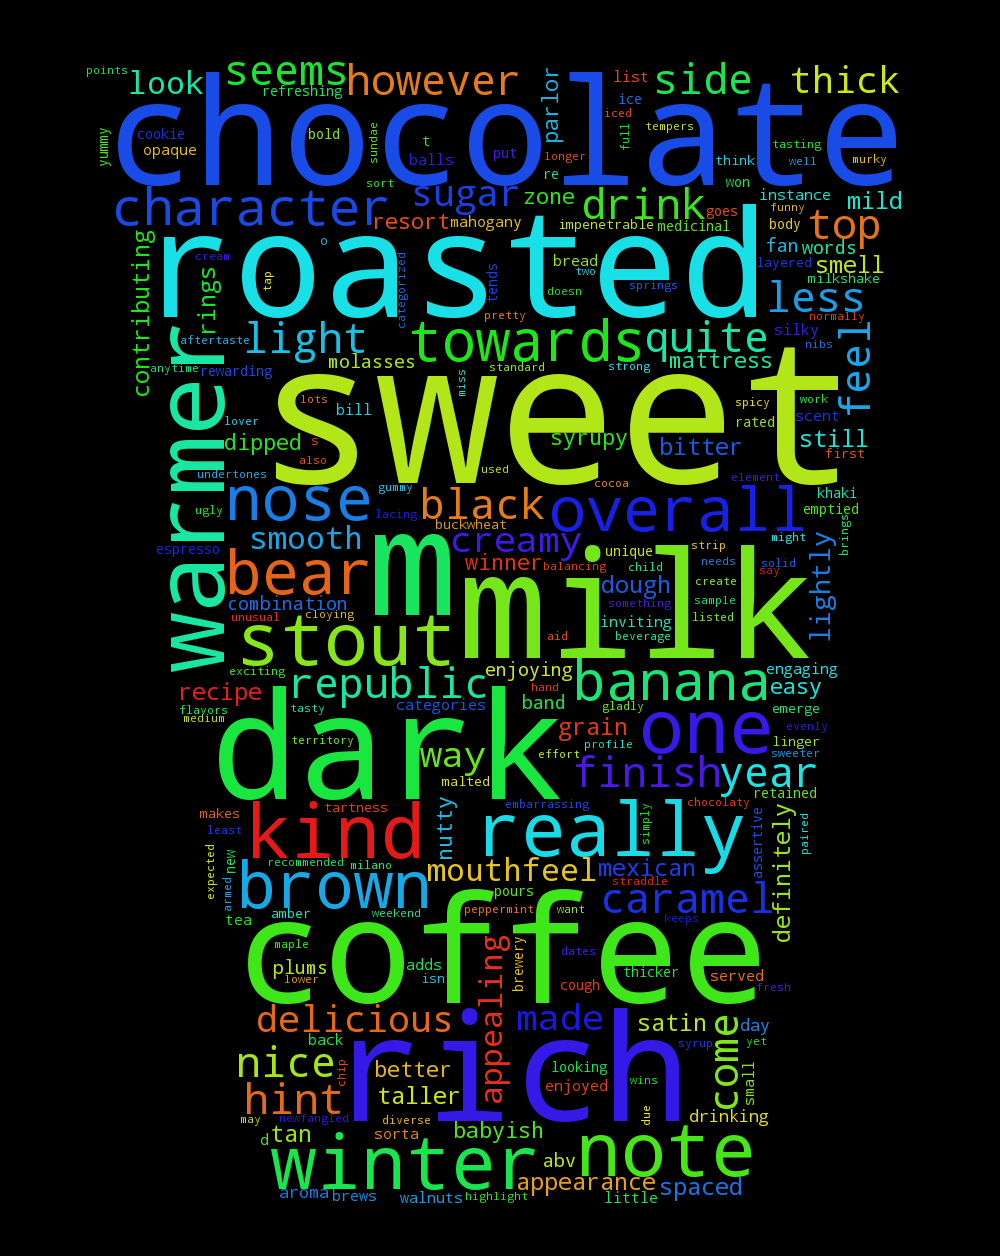 points look refreshing seems however parlor list side thick
chocolate
yummy cookie opaque bold sundae t balls put longer ice iced full tempers think tasting well murky
sort re won
character sugar zone drink goes instance mild
resort mahogany impenetrable medicinal funny body top
roasted
contributing rings cream o tap categorized tends bread two doesn springs fan words layered smell milkshake less
aftertaste light pretty normally
towards quite silky nibs feel
anytime rewarding molasses miss standard strong mattress
sweet
warmer lover lots bill spicy work rated scent
dipped s syrupy bitter still
undertones also used first
ugly nose gummy cocoa element khaki
lacing black overall emptied
espresso smooth buckwheat creamy unique strip might brings
bear winner balancing child needs solid lightly
m milk
combination dough create say
unusual cloying something sample
stout aid inviting beverage listed
exciting enjoying engaging
recipe republic hand banana easy
flavors tasty categories band gladly emerge
medium dark grain one evenly
territory way effort profile linger sweeter
malted finish year
retained
makes tartness nutty embarrassing simply chocolaty assertive paired
least kind really definitely
expected new recommended milano mouthfeel mexican
armed brown straddle
pours caramel
tea amber weekend peppermint want keeps
coffee
maple brewery dates
plums adds thicker
lower isn cough served fresh
delicious appealing made satin come day
back syrup yet
nice chip better looking wins small
rich
hint taller enjoyed due drinking
may newfangled diverse
d tan sorta babyish note
winter abv
aroma brews walnuts highlight appearance little spaced